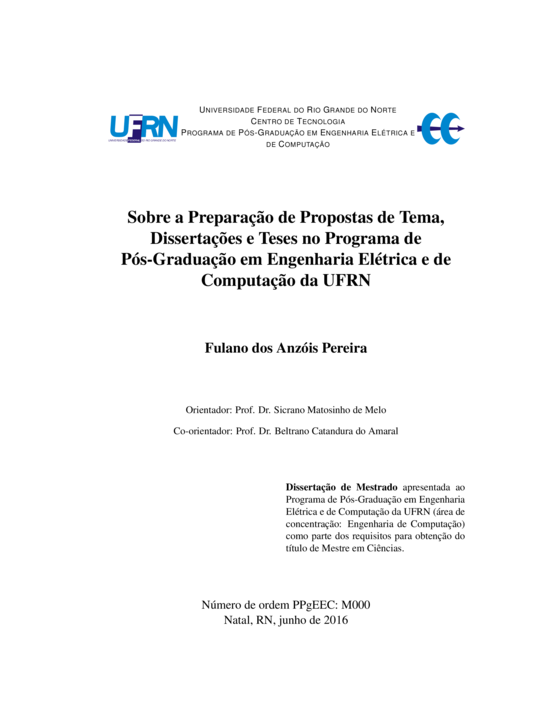 UNIVERSIDADE FEDERAL DO RIO GRANDE DO NORTE
CENTRO DE TECNOLOGIA
UFRN
UNIVERSIDADE FEDERAL DO RIO GRANDE DO NORTE
PROGRAMA DE PÓS-GRADUAÇÃO EM ENGENHARIA ELÉTRICA E
DE COMPUTAÇÃO
Sobre a Preparação de Propostas de Tema,
Dissertações e Teses no Programa de
Pós-Graduação em Engenharia Elétrica e de
Computação da UFRN
Fulano dos Anzóis Pereira
Orientador: Prof. Dr. Sicrano Matosinho de Melo
Co-orientador: Prof. Dr. Beltrano Catandura do Amaral
Dissertação de Mestrado apresentada ao
Programa de Pós-Graduação em Engenharia
Elétrica e de Computação da UFRN (área de
concentração: Engenharia de Computação)
como parte dos requisitos para obtenção do
título de Mestre em Ciências.
Número de ordem PPgEEC: M000
Natal, RN, junho de 2016